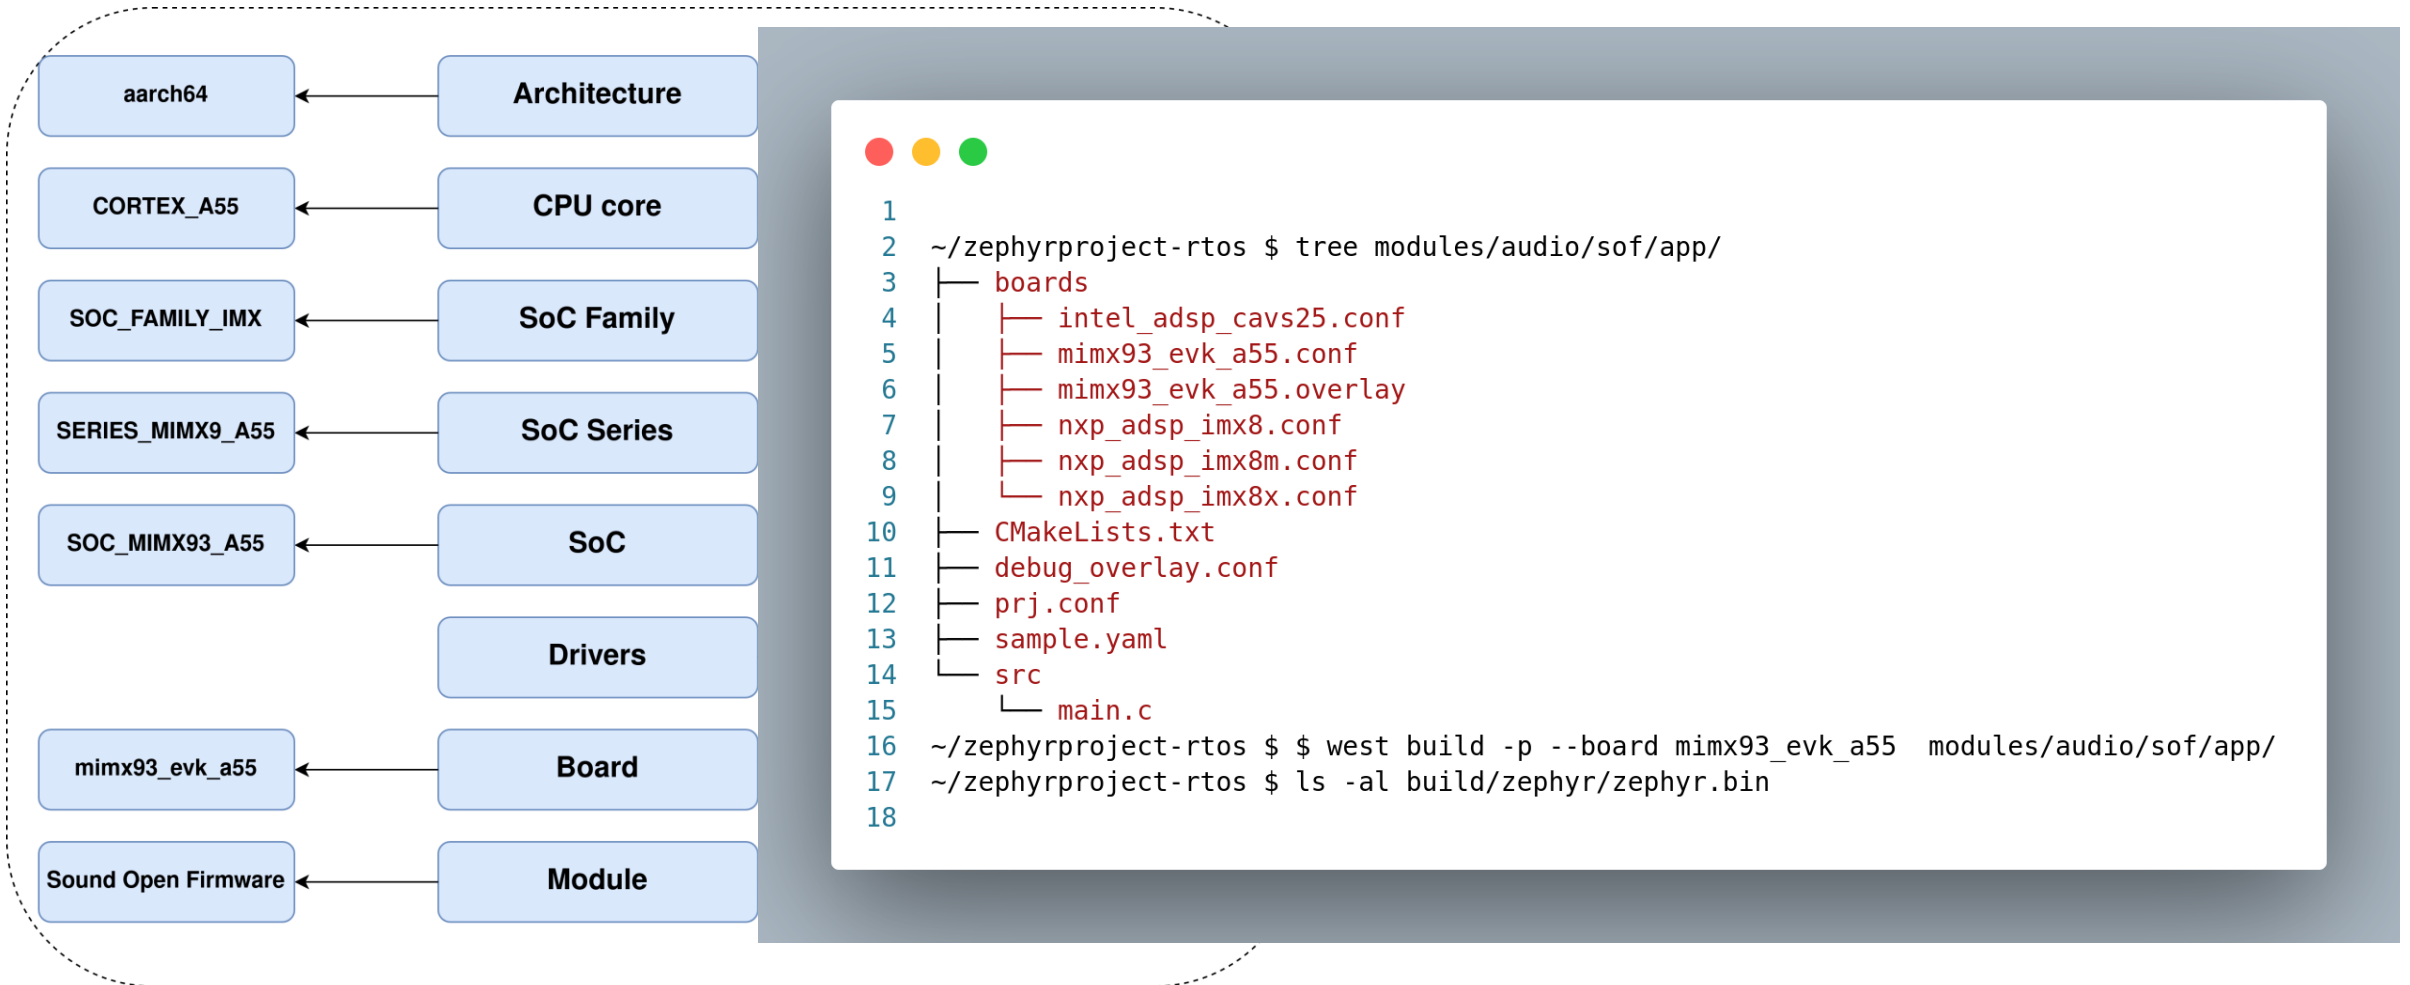 aarch64
Architecture
CORTEX_A55
CPU core
SOC_FAMILY_IMX
SoC Family
SERIES_MIMX9_A55
SoC Series
SOC_MIMX93_A55
SoC
Drivers
mimx93_evk_a55
Board
Sound Open Firmware
Module
1
2 ~/zephyrproject-rtos $ tree modules/audio/sof/app/
3 ├── boards
4 │   ├── intel_adsp_cavs25.conf
5 │   ├── mimx93_evk_a55.conf
6 │   ├── mimx93_evk_a55.overlay
7 │   ├── nxp_adsp_imx8.conf
8 │   ├── nxp_adsp_imx8m.conf
9 │   └── nxp_adsp_imx8x.conf
10 ├── CMakeLists.txt
11 ├── debug_overlay.conf
12 ├── prj.conf
13 ├── sample.yaml
14 └── src
15     └── main.c
16 ~/zephyrproject-rtos $ $ west build -p --board mimx93_evk_a55  modules/audio/sof/app/
17 ~/zephyrproject-rtos $ ls -al build/zephyr/zephyr.bin
18